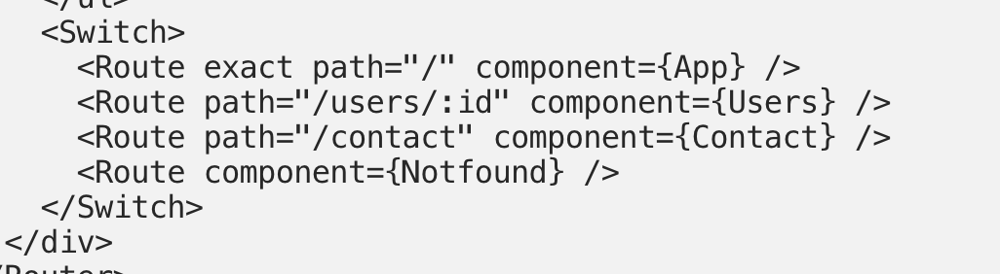 </ul>
<Switch>
<Route exact path="/" component={App} />
<Route path="/users/:id" component={Users} />
<Route path="/contact" component={Contact} />
<Route component={Notfound} />
</Switch>
</div>
/Router>